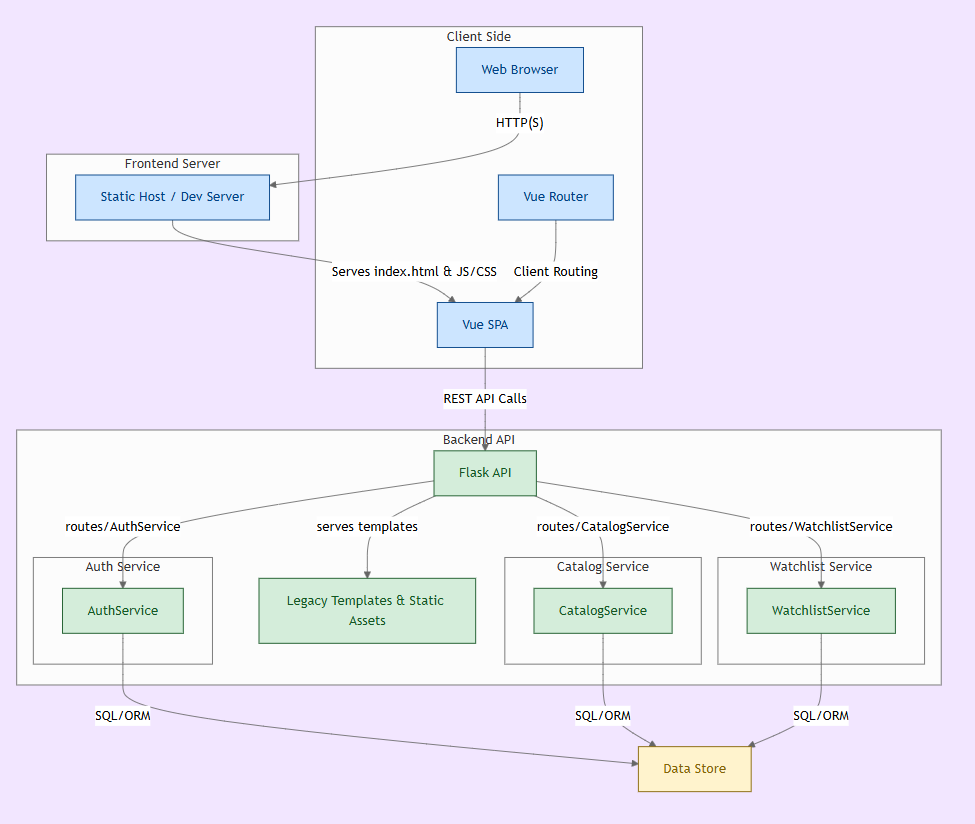 Client Side
Web Browser
HTTP(S)
Frontend Server
Static Host / Dev Server
Vue Router
Serves index.html & JS/CSS
Client Routing
Vue SPA
REST API Calls
Backend API
Flask API
routes/AuthService
serves templates
routes/CatalogService
routes/WatchlistService
Auth Service
Catalog Service
Watchlist Service
AuthService
Legacy Templates & Static
Assets
CatalogService
WatchlistService
SQL/ORM
SQL/ORM
SQL/ORM
Data Store